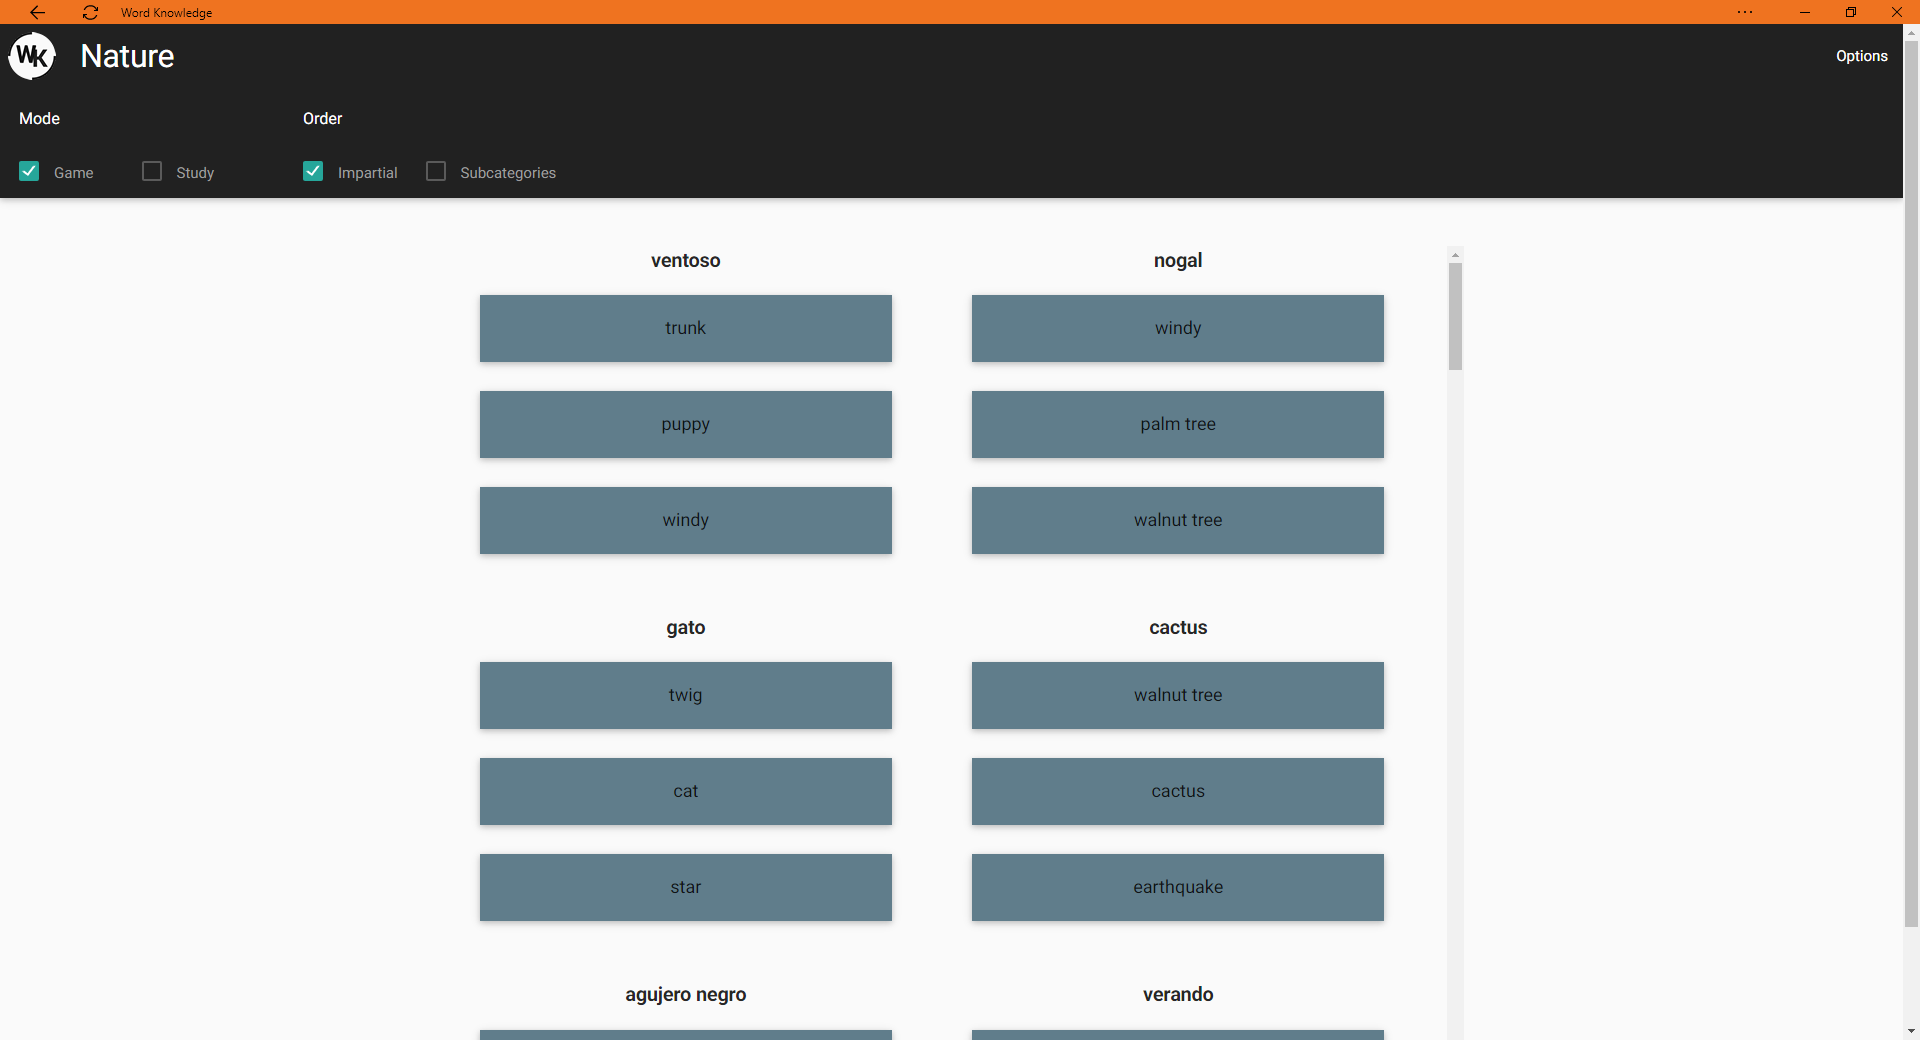 Word Knowledge
WK
Nature
Options
Mode
Order
Game
Study
Impartial
Subcategories
ventoso
nogal
trunk
windy
puppy
palm tree
windy
walnut tree
gato
cactus
twig
walnut tree
cat
cactus
star
earthquake
agujero negro
verando